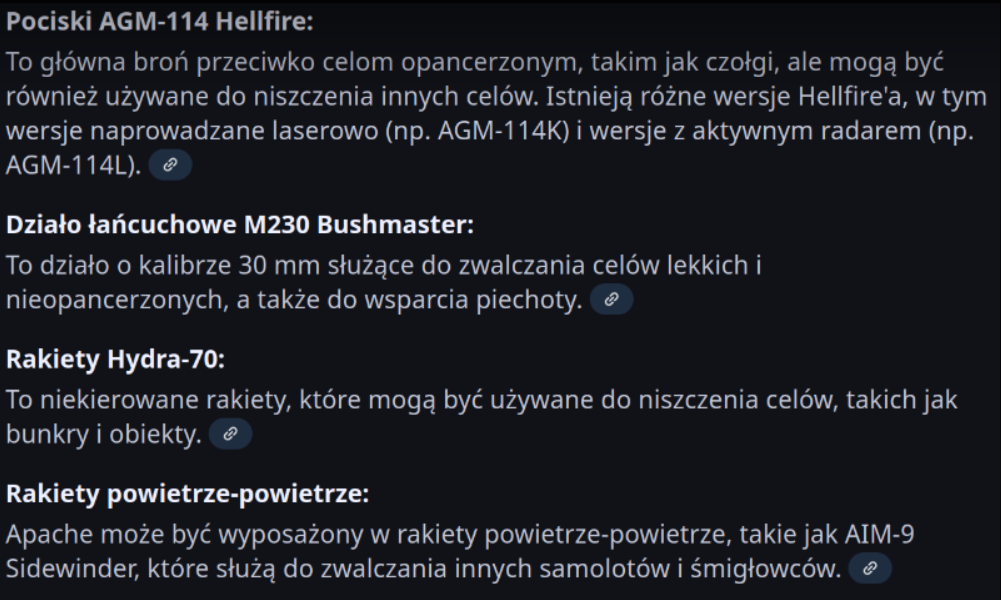 Pociski AGM-114 Hellfire:
To główna broń przeciwko celom opancerzonym, takim jak czołgi, ale mogą być
również używane do niszczenia innych celów. Istnieją różne wersje Hellfire'a, w tym
wersje naprowadzane laserowo (np. AGM-114K) i wersje z aktywnym radarem (np.
AGM-114L).
Działo łańcuchowe M230 Bushmaster:
To działo o kalibrze 30 mm służące do zwalczania celów lekkich i
nieopancerzonych, a także do wsparcia piechoty.
Rakiety Hydra-70:
To niekierowane rakiety, które mogą być używane do niszczenia celów, takich jak
bunkry i obiekty.
Rakiety powietrze-powietrze:
Apache może być wyposażony w rakiety powietrze-powietrze, takie jak AIM-9
Sidewinder, które służą do zwalczania innych samolotów i śmigłowców.